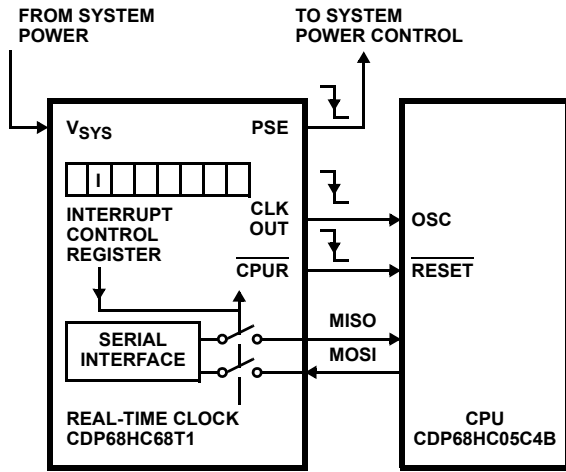 FROM SYSTEM
POWER
TO SYSTEM
POWER CONTROL
VSYS
PSE
I
INTERRUPT
CONTROL
REGISTER
CLK
OUT
OSC
CPUR
RESET
MISO
SERIAL
INTERFACE
MOSI
REAL-TIME CLOCK
CDP68HC68T1
CPU
CDP68HC05C4B